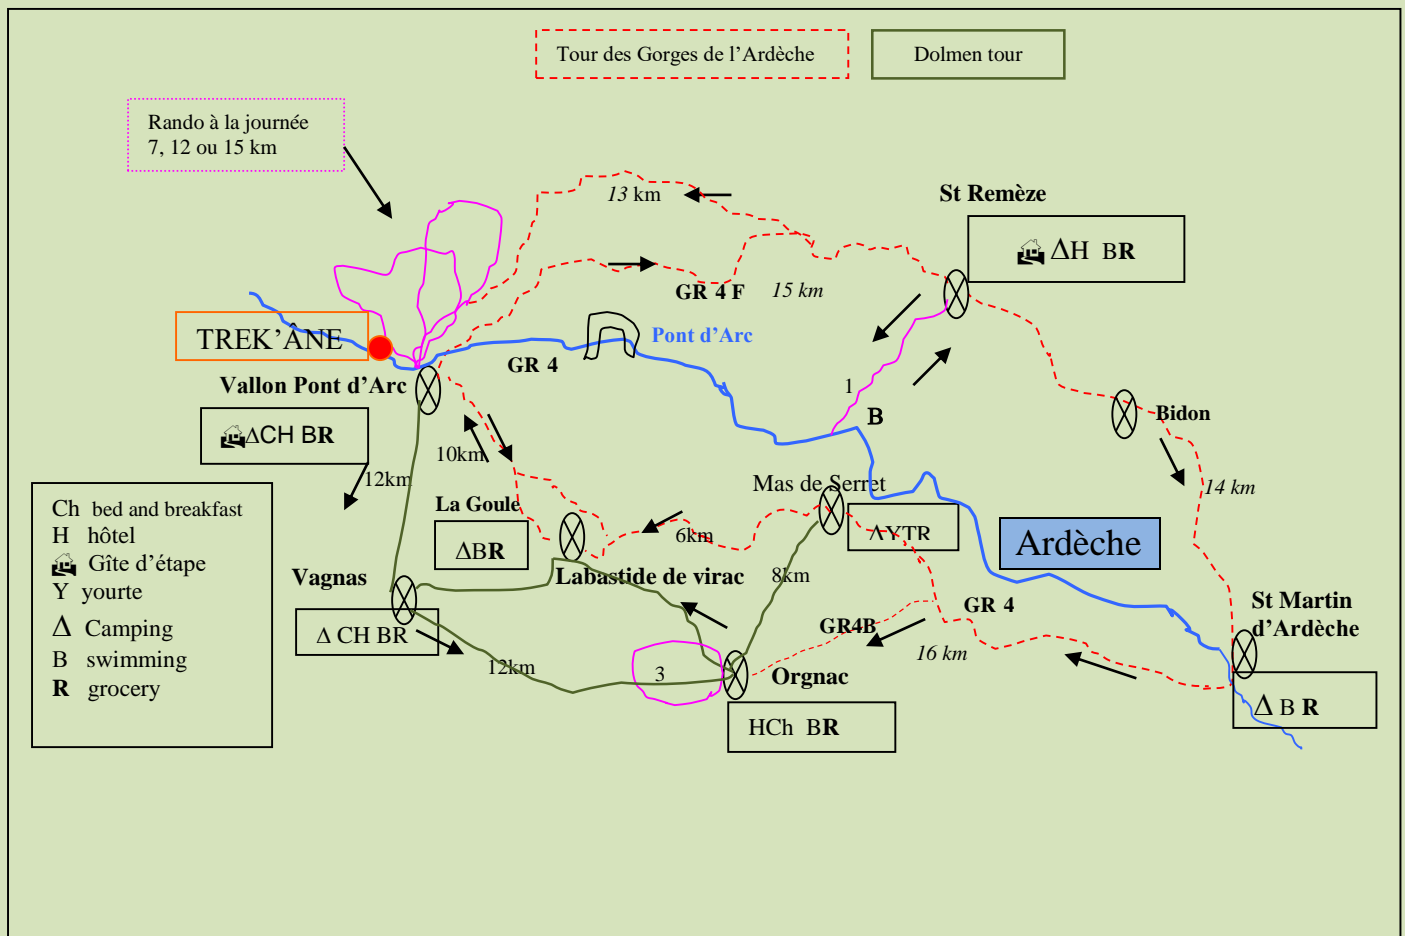 Tour des Gorges de l'Ardèche
Dolmen tour
Rando à la journée
7, 12 ou 15 km
13 km
St Remèze
ΔH BR
GR 4 F
15 km
TREK'ÂNE
Pont d'Arc
GR 4
Vallon Pont d'Arc
1
B
Bidon
ΔCH BR
10km
12km
Mas de Serret
14 km
La Goule
ΔBR
6km
ΔYTR
Ardèche
Ch bed and breakfast
H hôtel
Gîte d'étape
Y yourte
Δ Camping
B swimming
R grocery
Vagnas
Labastide de virac
8km
GR 4
St Martin
d'Ardèche
Δ CH BR
GR4B
16 km
12km
3
Orgnac
Δ B R
HCh BR